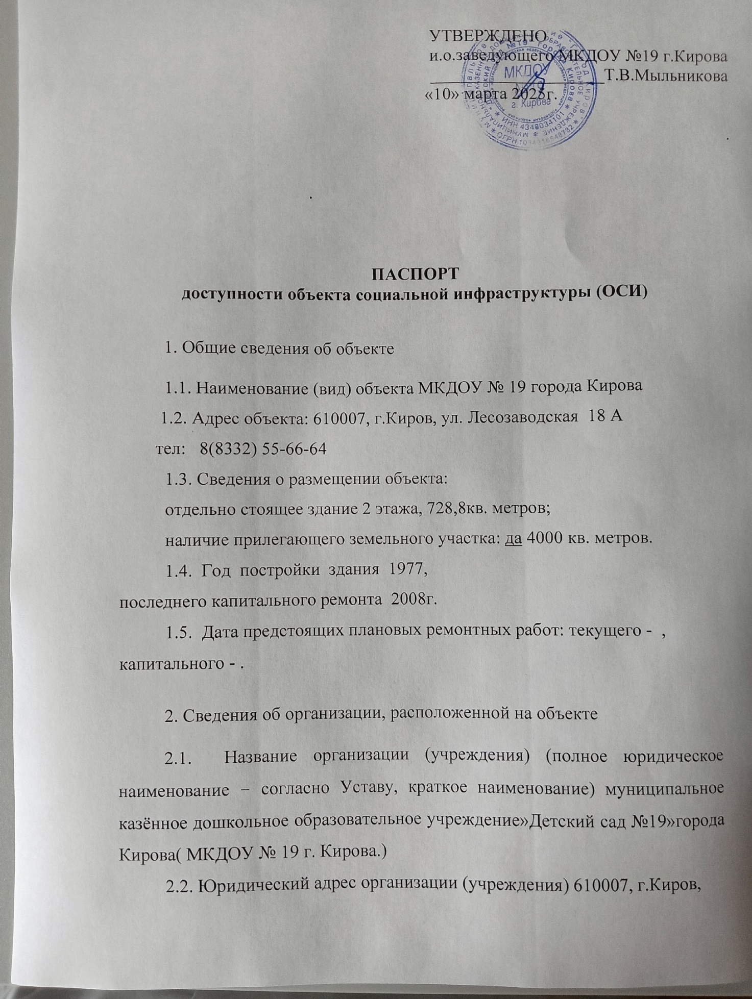 УТВЕРЖДЕНО
и.о.заведующего МКДОУ №19 г.Кирова
Т.В.Мыльникова
«10» марта 2025г.
МКДОУ
№19
г. Кирова
ПАСПОРТ
доступности объекта социальной инфраструктуры (ОСИ)
1. Общие сведения об объекте
1.1. Наименование (вид) объекта МКДОУ № 19 города Кирова
1.2. Адрес объекта: 610007, г.Киров, ул. Лесозаводская 18 А
тел: 8(8332) 55-66-64
1.3. Сведения о размещении объекта:
отдельно стоящее здание 2 этажа, 728,8кв. метров;
наличие прилегающего земельного участка: да 4000 кв. метров.
1.4. Год постройки здания 1977,
последнего капитального ремонта 2008г.
1.5. Дата предстоящих плановых ремонтных работ: текущего - ,
капитального - .
2. Сведения об организации, расположенной на объекте
2.1. Название организации (учреждения) (полное юридическое
наименование – согласно Уставу, краткое наименование) муниципальное
казённое дошкольное образовательное учреждение»Детский сад №19»города
Кирова( МКДОУ № 19 г. Кирова.)
2.2. Юридический адрес организации (учреждения) 610007, г.Киров,